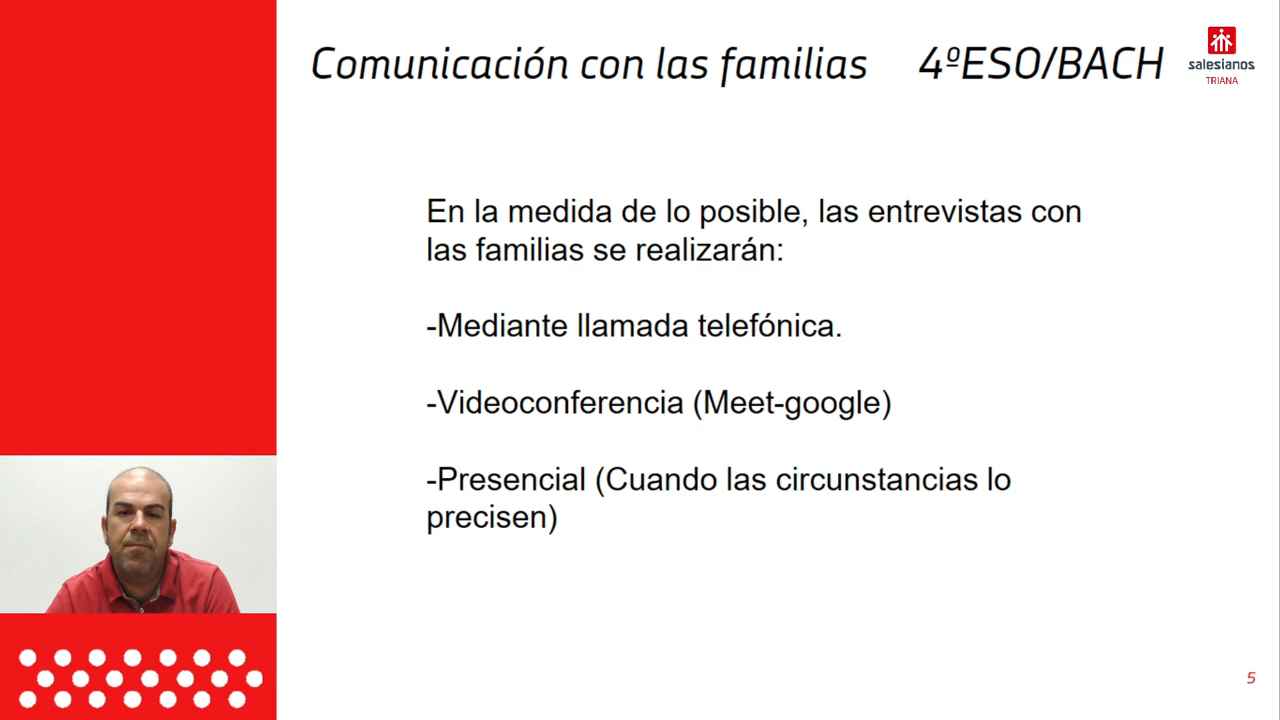 Comunicación con las familias 4ºESO/BACH
salesianos
TRIANA
En la medida de lo posible, las entrevistas con
las familias se realizarán:
-Mediante llamada telefónica.
-Videoconferencia (Meet-google)
-Presencial (Cuando las circunstancias lo
precisen)
5